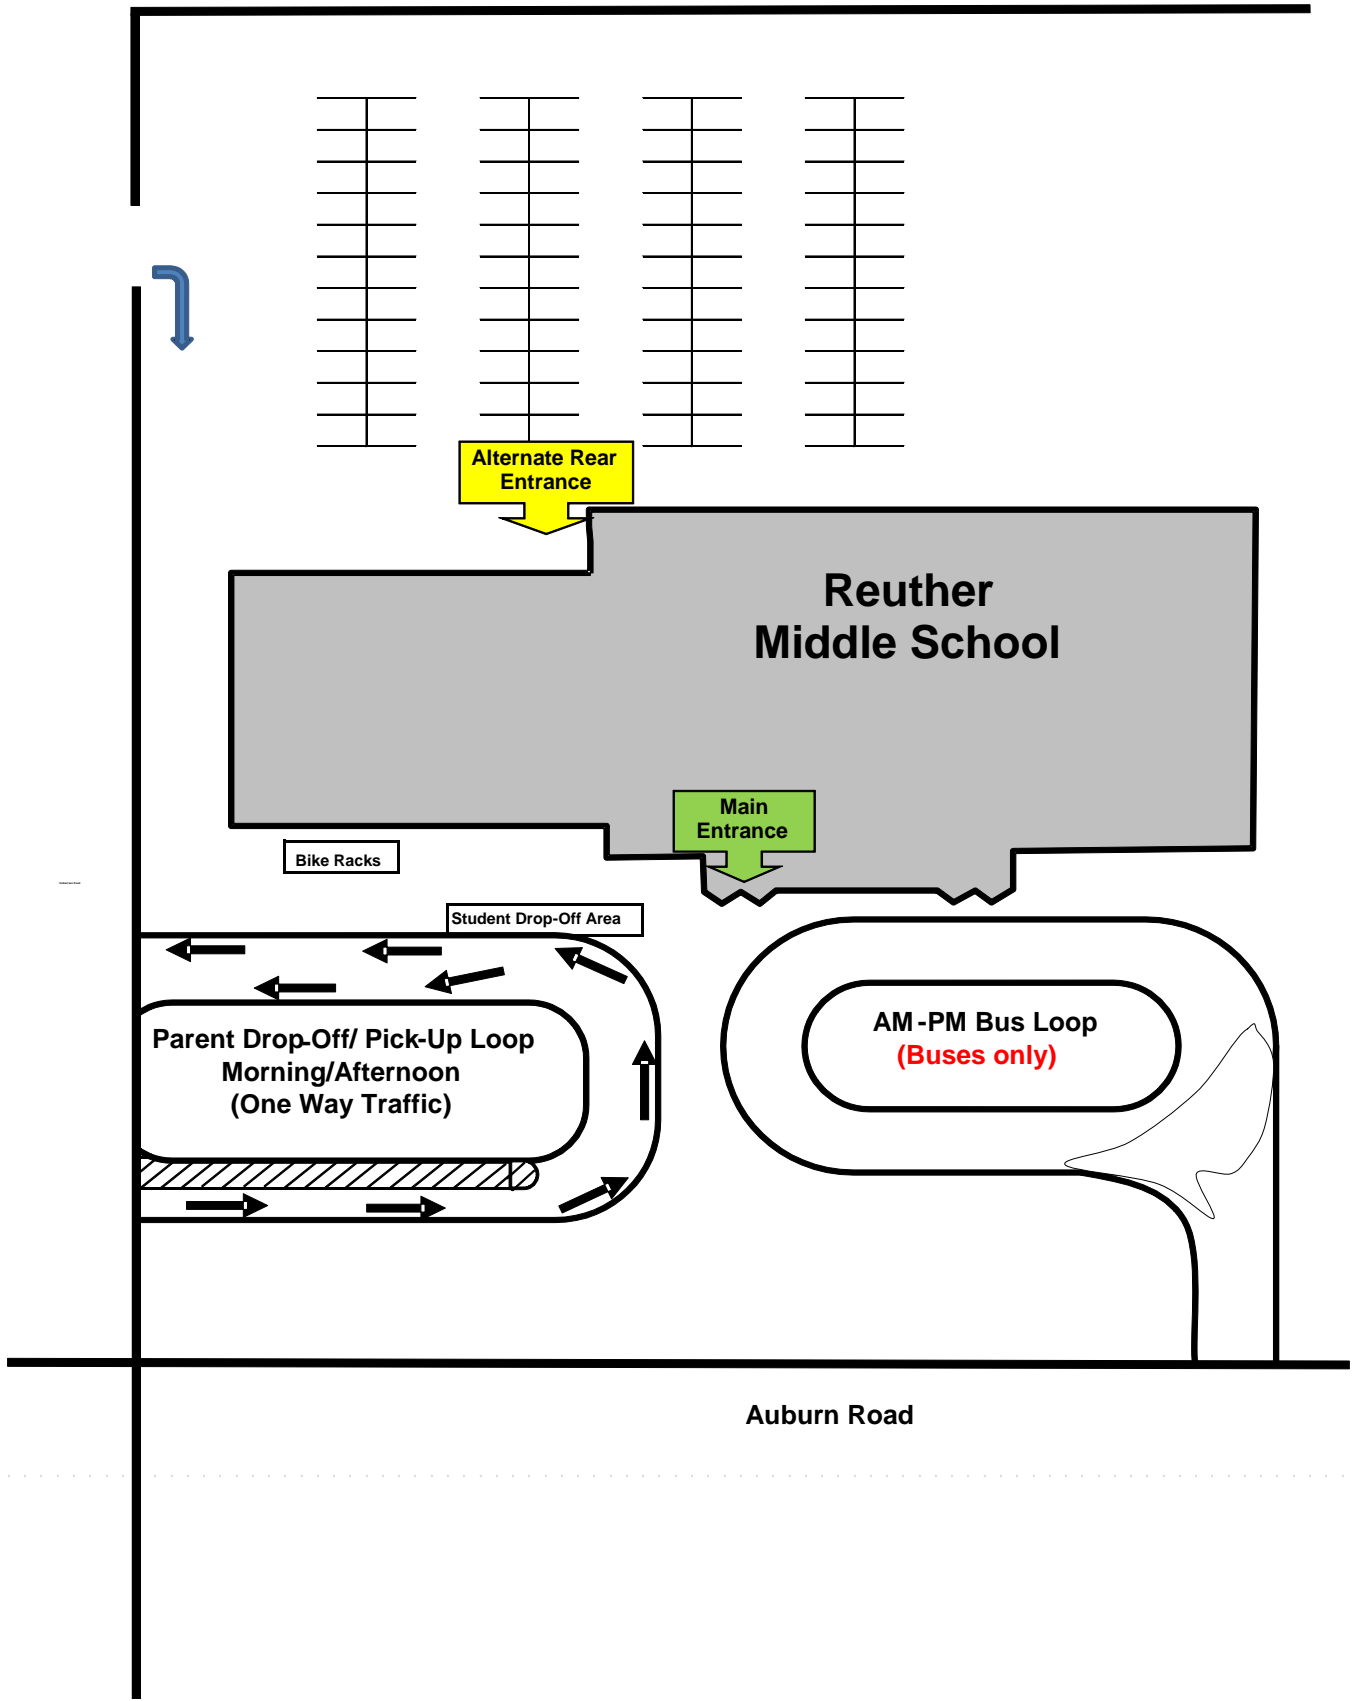 Alternate Rear
Entrance
Reuther
Middle School
Main
Entrance
Bike Racks
Student Drop-Off Area
Parent Drop-Off/ Pick-Up Loop
Morning/Afternoon
(One Way Traffic)
AM-PM Bus Loop
(Buses only)
Auburn Road